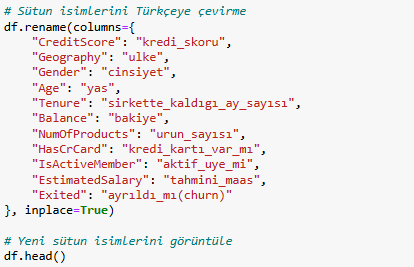 # Sütun isimlerini Türkçeye çevirme
df.rename(columns={
    "CreditScore": "kredi_skoru",
    "Geography": "ulke",
    "Gender": "cinsiyet",
    "Age": "yas",
    "Tenure": "sirkette_kaldıgı_ay_sayısı",
    "Balance": "bakiye",
    "NumOfProducts": "urun_sayısı",
    "HasCrCard": "kredi_kartı_var_mı",
    "IsActiveMember": "aktif_uye_mi",
    "EstimatedSalary": "tahmini_maas",
    "Exited": "ayrıldı_mı(churn)"
}, inplace=True)

# Yeni sütun isimlerini görüntüle
df.head()